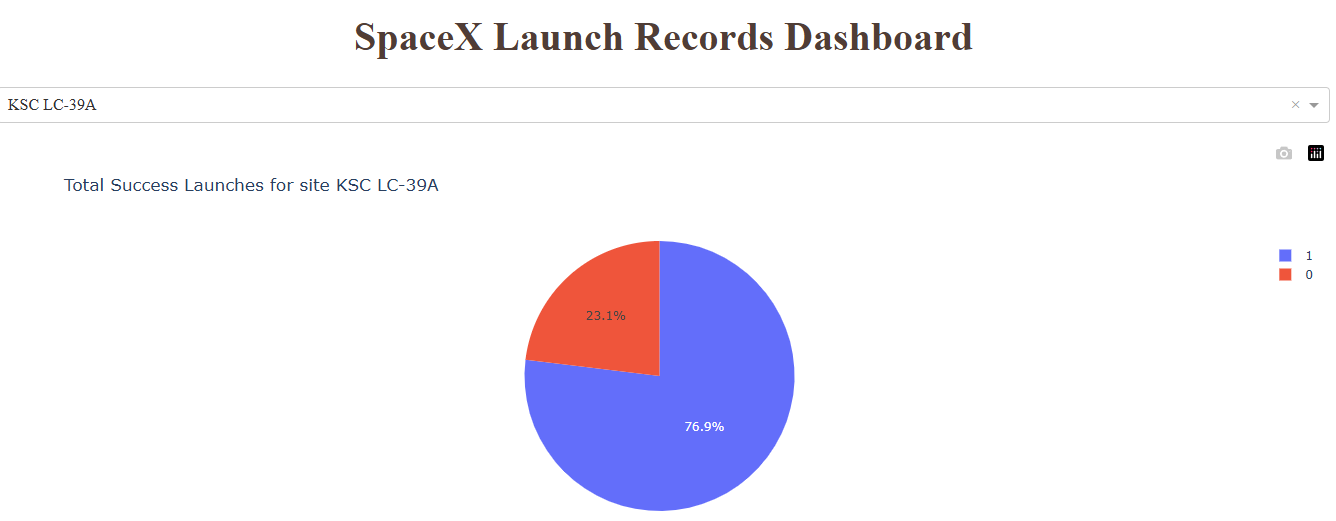 SpaceX Launch Records Dashboard
KSC LC-39A
Total Success Launches for site KSC LC-39A
1
0
23.1%
76.9%